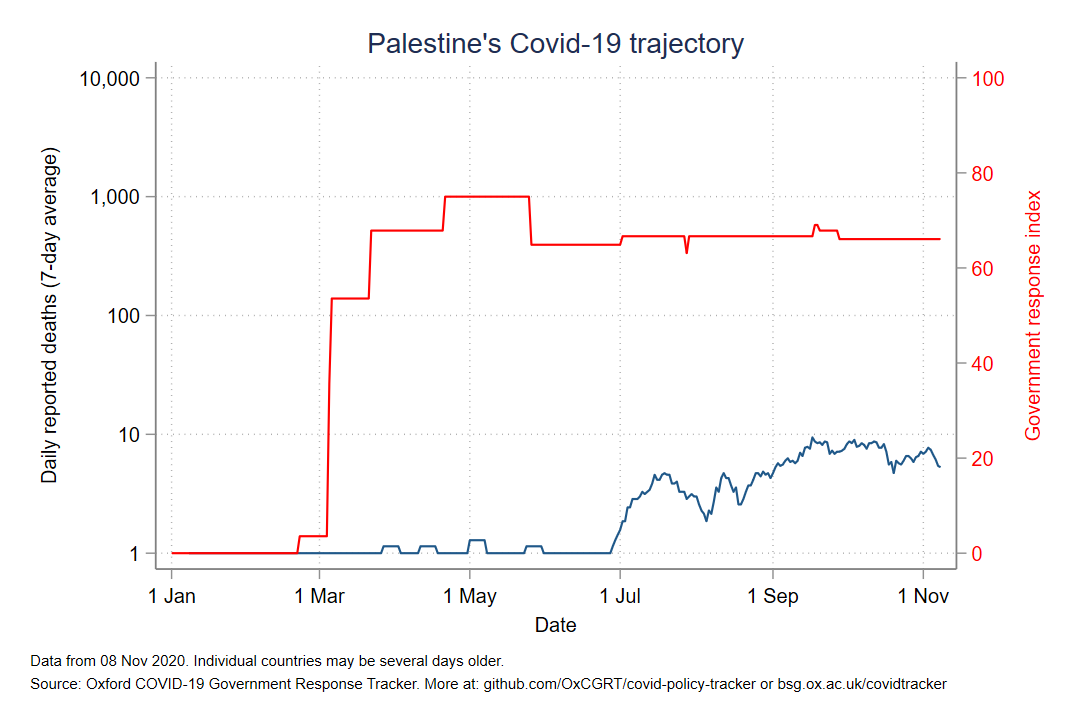 Palestine's Covid-19 trajectory
10,000
1,000
100
10
1
Daily reported deaths (7-day average)
100
80
60
40
20
0
Government response index
1 Jan 1 Mar 1 May 1 Jul 1 Sep 1 Nov
Date
Data from 08 Nov 2020. Individual countries may be several days older.
Source: Oxford COVID-19 Government Response Tracker. More at: github.com/OxCGRT/covid-policy-tracker or bsg.ox.ac.uk/covidtracker